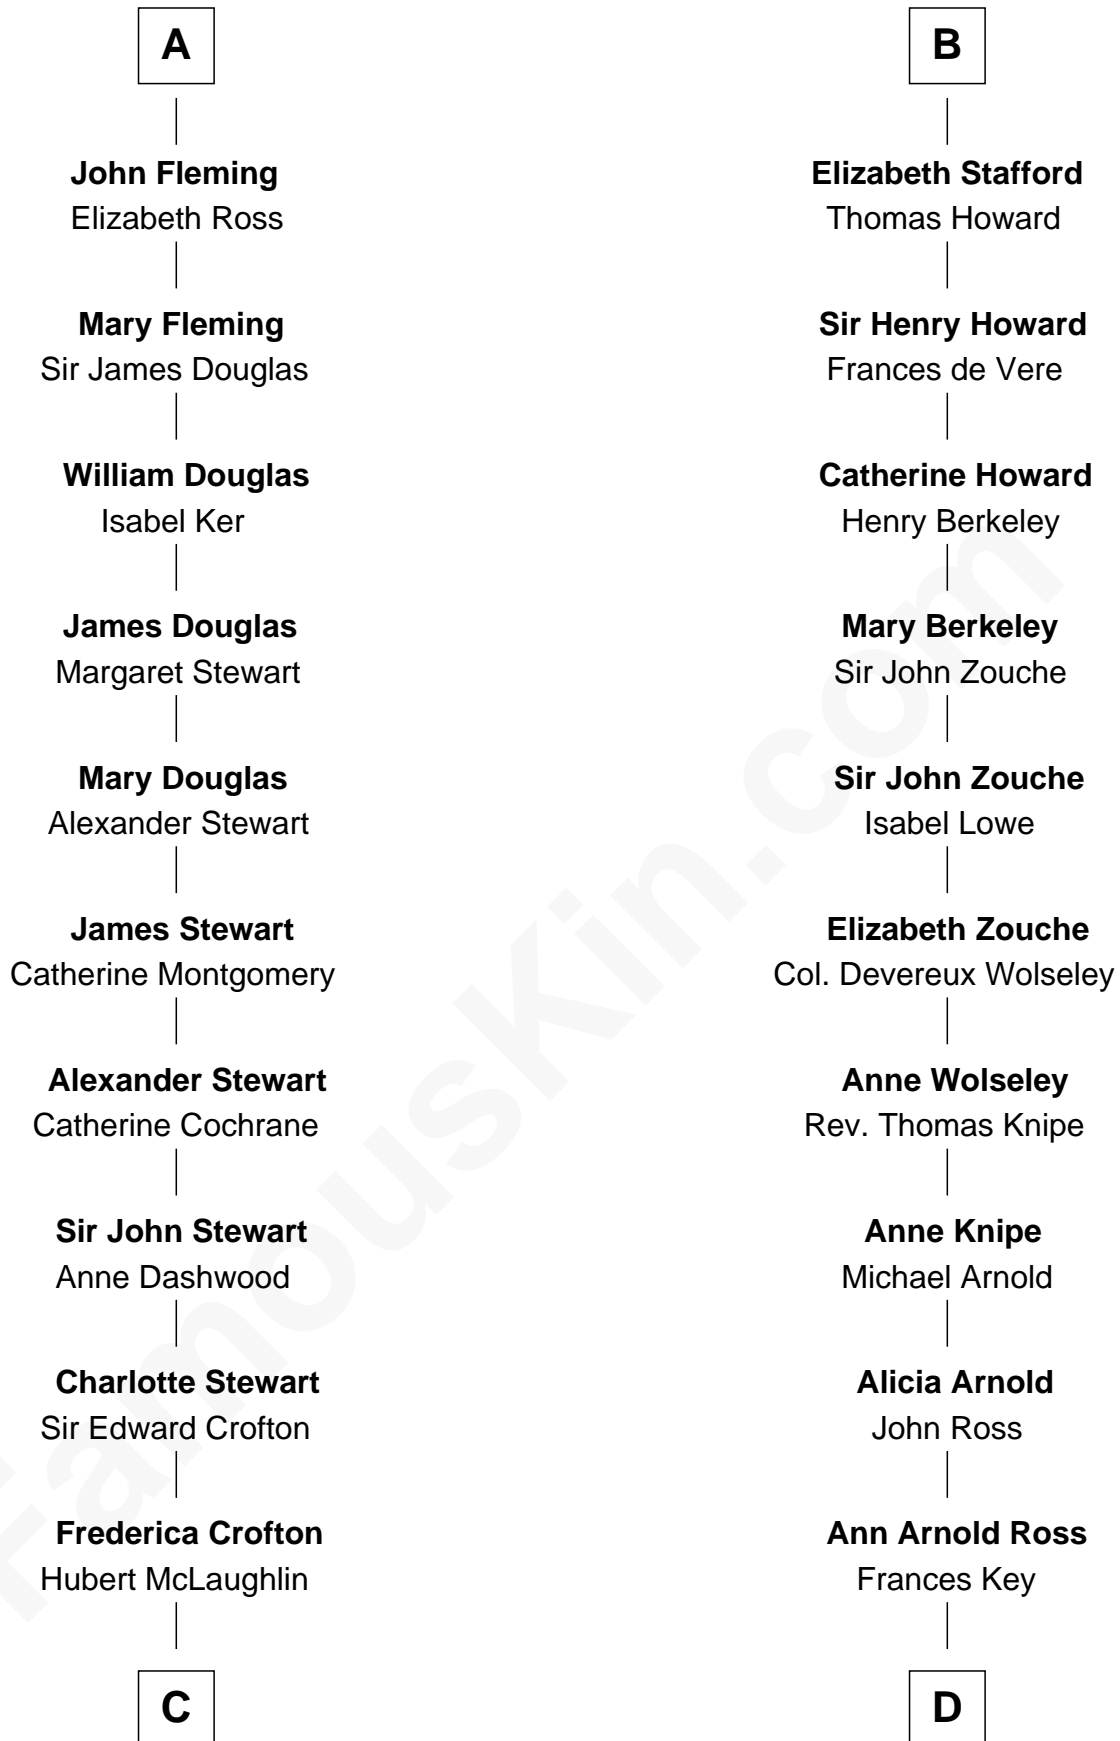 A
John Fleming
Elizabeth Ross
Mary Fleming
Sir James Douglas
William Douglas
Isabel Ker
James Douglas
Margaret Stewart
Mary Douglas
Alexander Stewart
James Stewart
Catherine Montgomery
Alexander Stewart
Catherine Cochrane
Sir John Stewart
Anne Dashwood
Charlotte Stewart
Sir Edward Crofton
Frederica Crofton
Hubert McLaughlin
C
B
Elizabeth Stafford
Thomas Howard
Sir Henry Howard
Frances de Vere
Catherine Howard
Henry Berkeley
Mary Berkeley
Sir John Zouche
Sir John Zouche
Isabel Lowe
Elizabeth Zouche
Col. Devereux Wolseley
Anne Wolseley
Rev. Thomas Knipe
Anne Knipe
Michael Arnold
Alicia Arnold
John Ross
Ann Arnold Ross
Frances Key
D
FamousKin.com